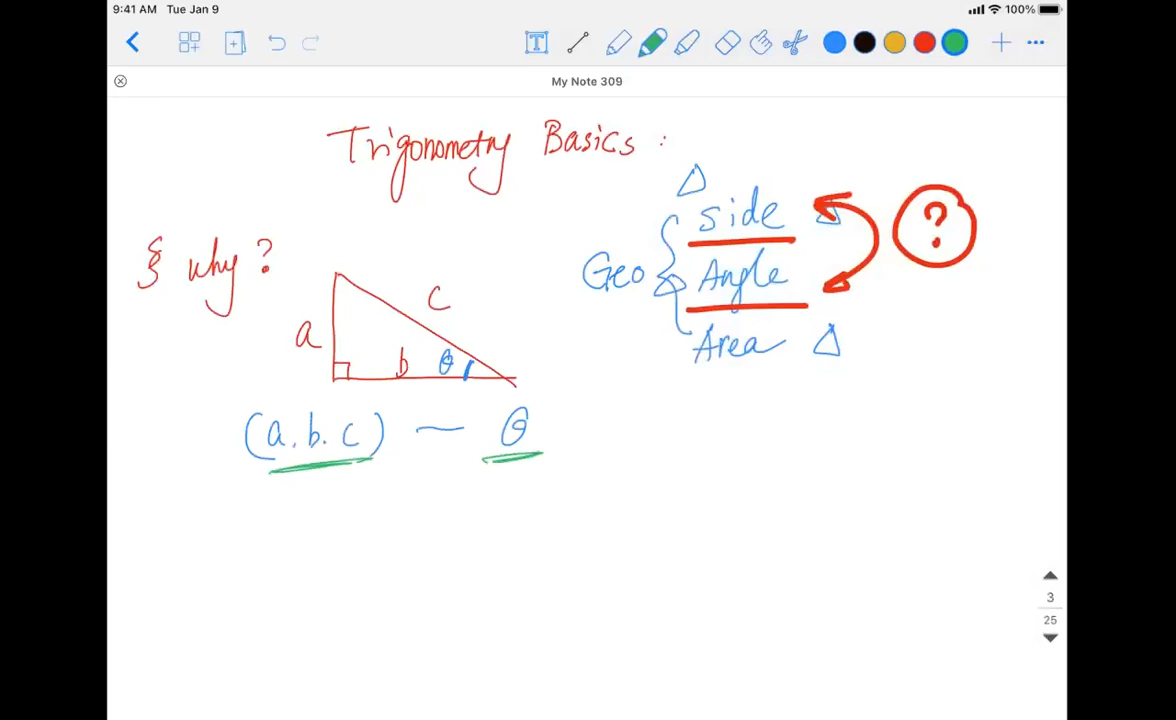 9:41 AM Tue Jan 9
100%
T
My Note 309
Trigonometry Basics :
§ why ?
a
b
c
θ
(a.b.c) — θ
Δ
Geo { side Δ
Angle
Area Δ
?
3
25